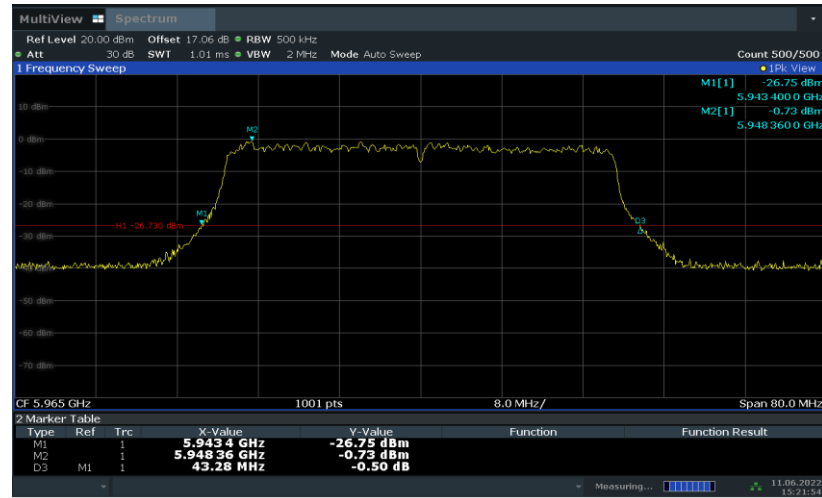 MultiView Spectrum
Ref Level 20.00 dBm Offset 17.06 dB RBW 500 kHz
Att 30 dB SWT 1.01 ms VBW 2 MHz Mode Auto Sweep Count 500/500
1 Frequency Sweep 1Pk View
M1[1] -26.75 dBm
5.943 400 0 GHz
M2[1] -0.73 dBm
5.948 360 0 GHz
10 dBm
M2
0 dBm
-10 dBm
-20 dBm
M1
D3
H1 -26.730 dBm
-30 dBm
-50 dBm
-60 dBm
-70 dBm
CF 5.965 GHz 1001 pts 8.0 MHz/ Span 80.0 MHz
2 Marker Table
Type Ref Trc X-Value Y-Value Function Function Result
M1 1 5.943 4 GHz -26.75 dBm
M2 1 5.948 36 GHz -0.73 dBm
D3 M1 1 43.28 MHz -0.50 dB
Measuring... 11.06.2022
15:21:54